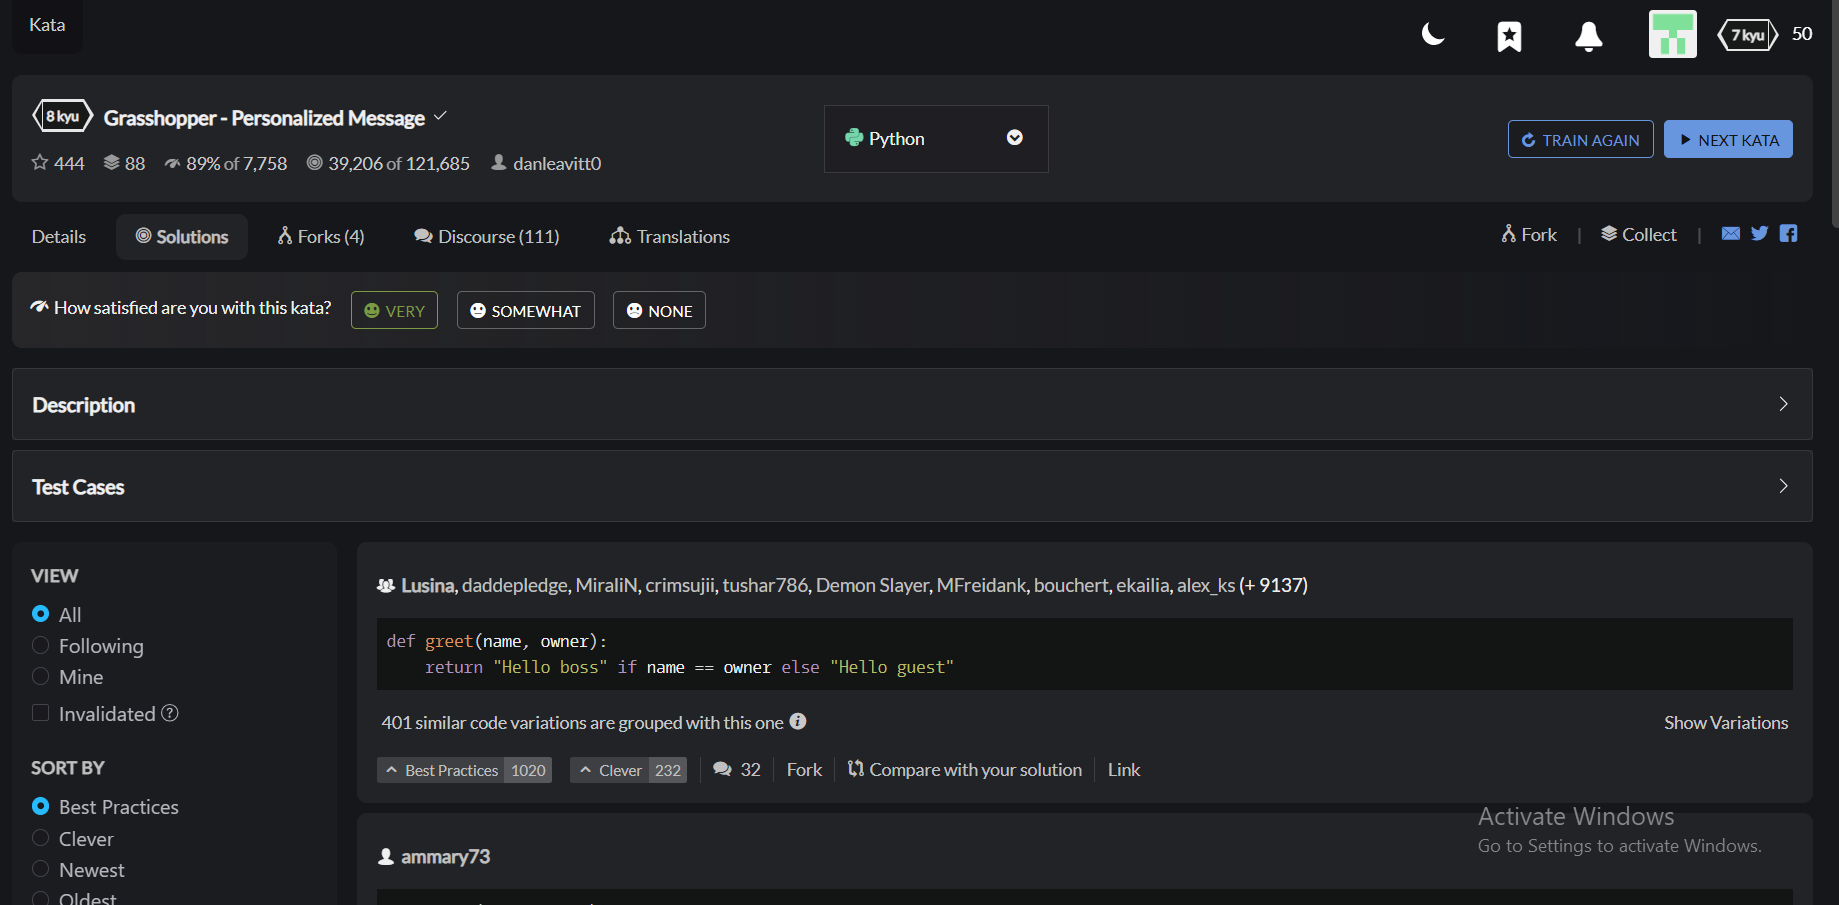 Kata
7 kyu 50
8 kyu Grasshopper - Personalized Message
444 88 89% of 7,758 39,206 of 121,685 danleavitt0
Python
TRAIN AGAIN
NEXT KATA
Details Solutions Forks (4) Discourse (111) Translations
Fork | Collect |
How satisfied are you with this kata? VERY SOMEWHAT NONE
Description
Test Cases
VIEW
All
Following
Mine
Invalidated ?
SORT BY
Best Practices
Clever
Newest
Oldest
Lusina, daddepledge, MiraliN, crimsujii, tushar786, Demon Slayer, MFreidank, bouchert, ekailia, alex_ks (+ 9137)
def greet(name, owner):
    return "Hello boss" if name == owner else "Hello guest"
401 similar code variations are grouped with this one
Show Variations
Best Practices 1020 Clever 232 32 Fork Compare with your solution Link
ammary73
Activate Windows
Go to Settings to activate Windows.